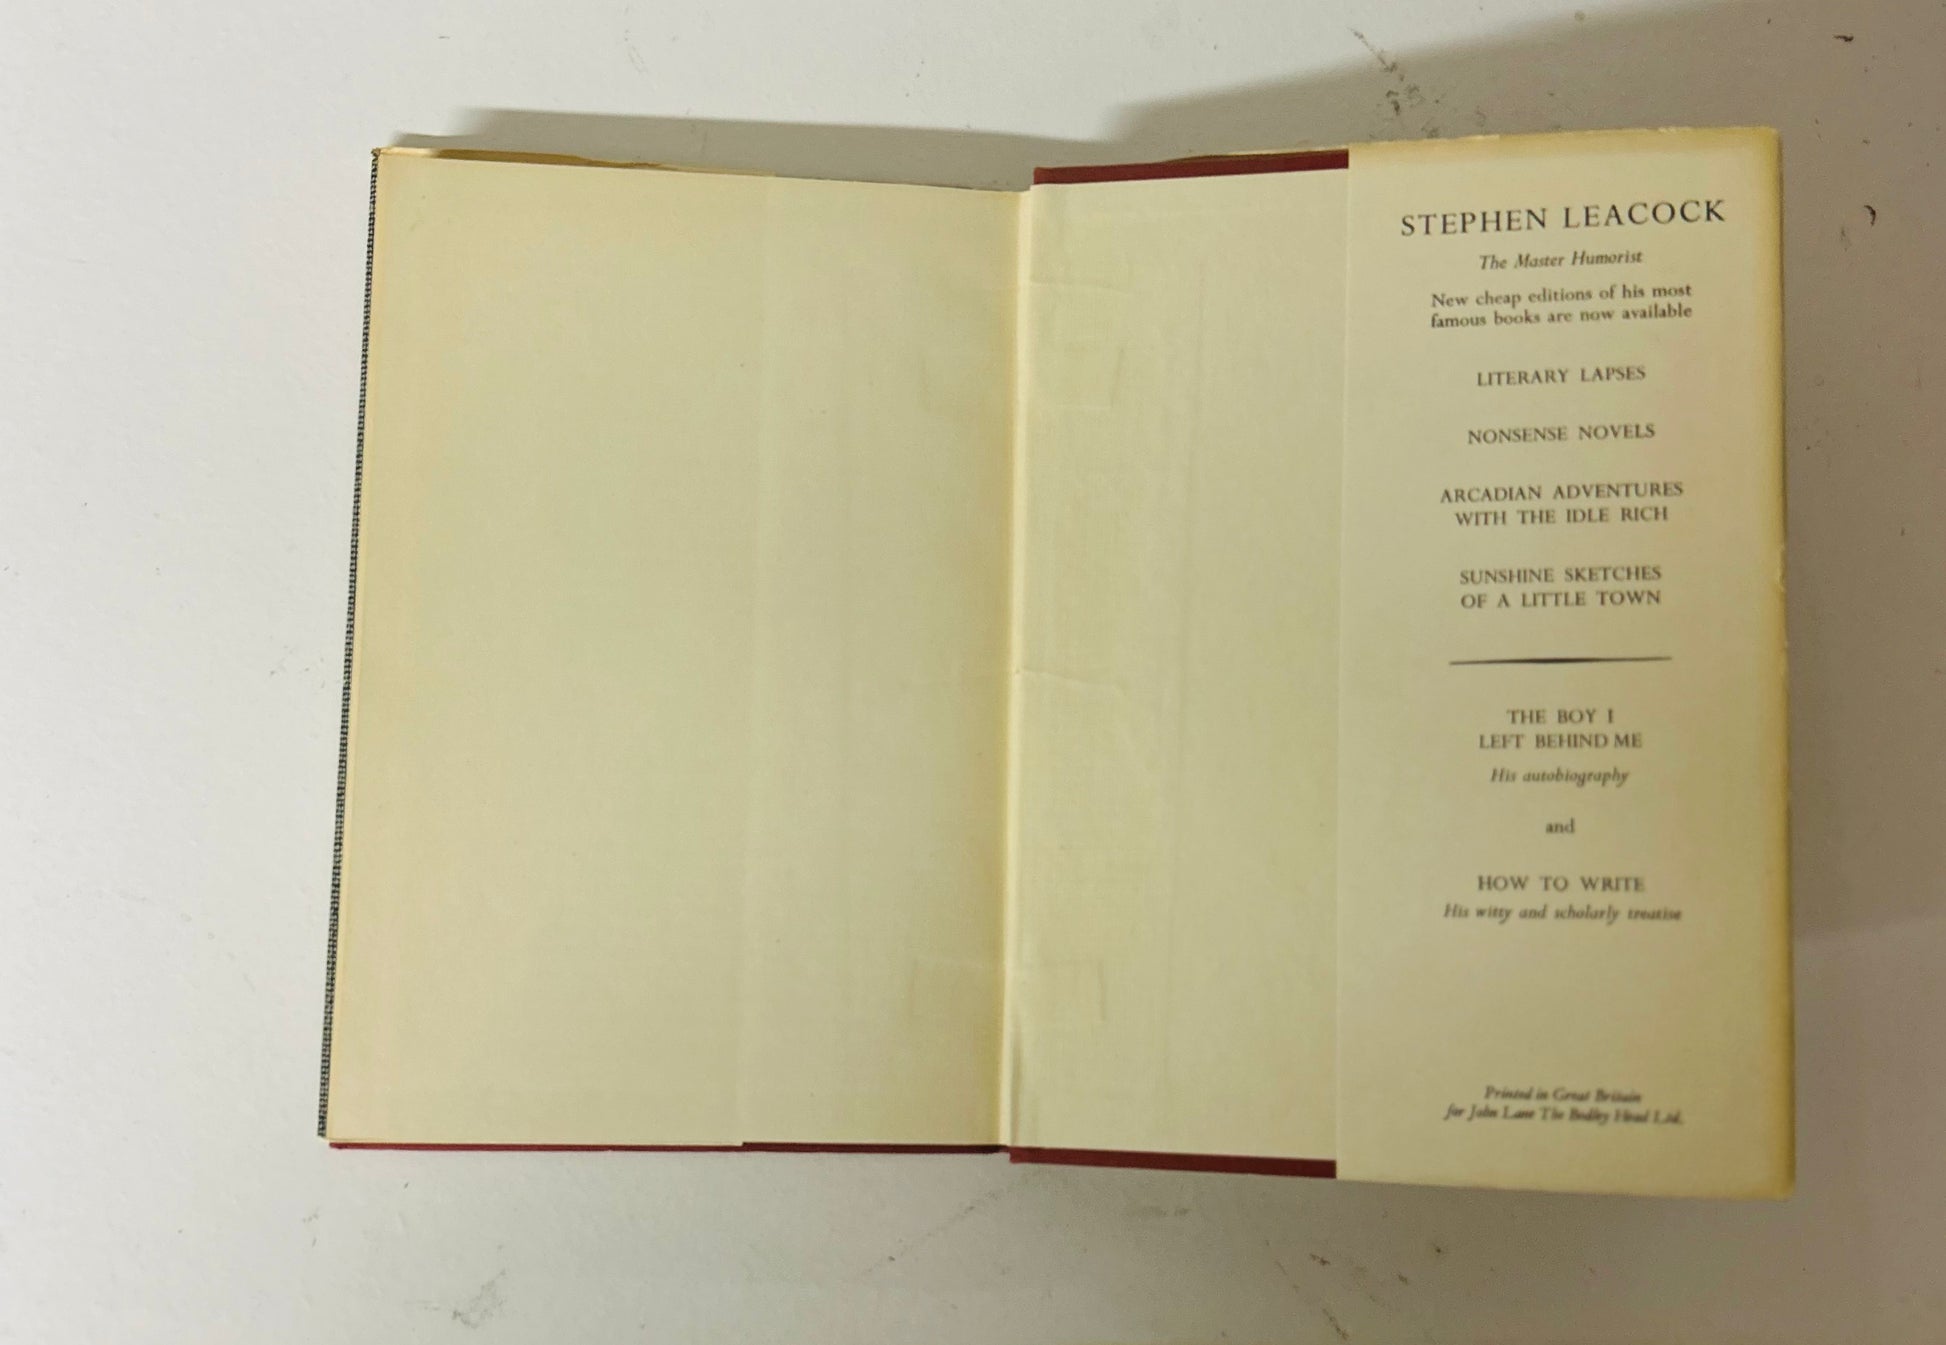 STEPHEN LEACOCK
The Master Humorist
New cheap editions of his most
famous books are now available
LITERARY LAPSES
NONSENSE NOVELS
ARCADIAN ADVENTURES
WITH THE IDLE RICH
SUNSHINE SKETCHES
OF A LITTLE TOWN
THE BOY I
LEFT BEHIND ME
His autobiography
and
HOW TO WRITE
His witty and scholarly treatise
Printed in Great Britain
for John Lane The Bodley Head Ltd.